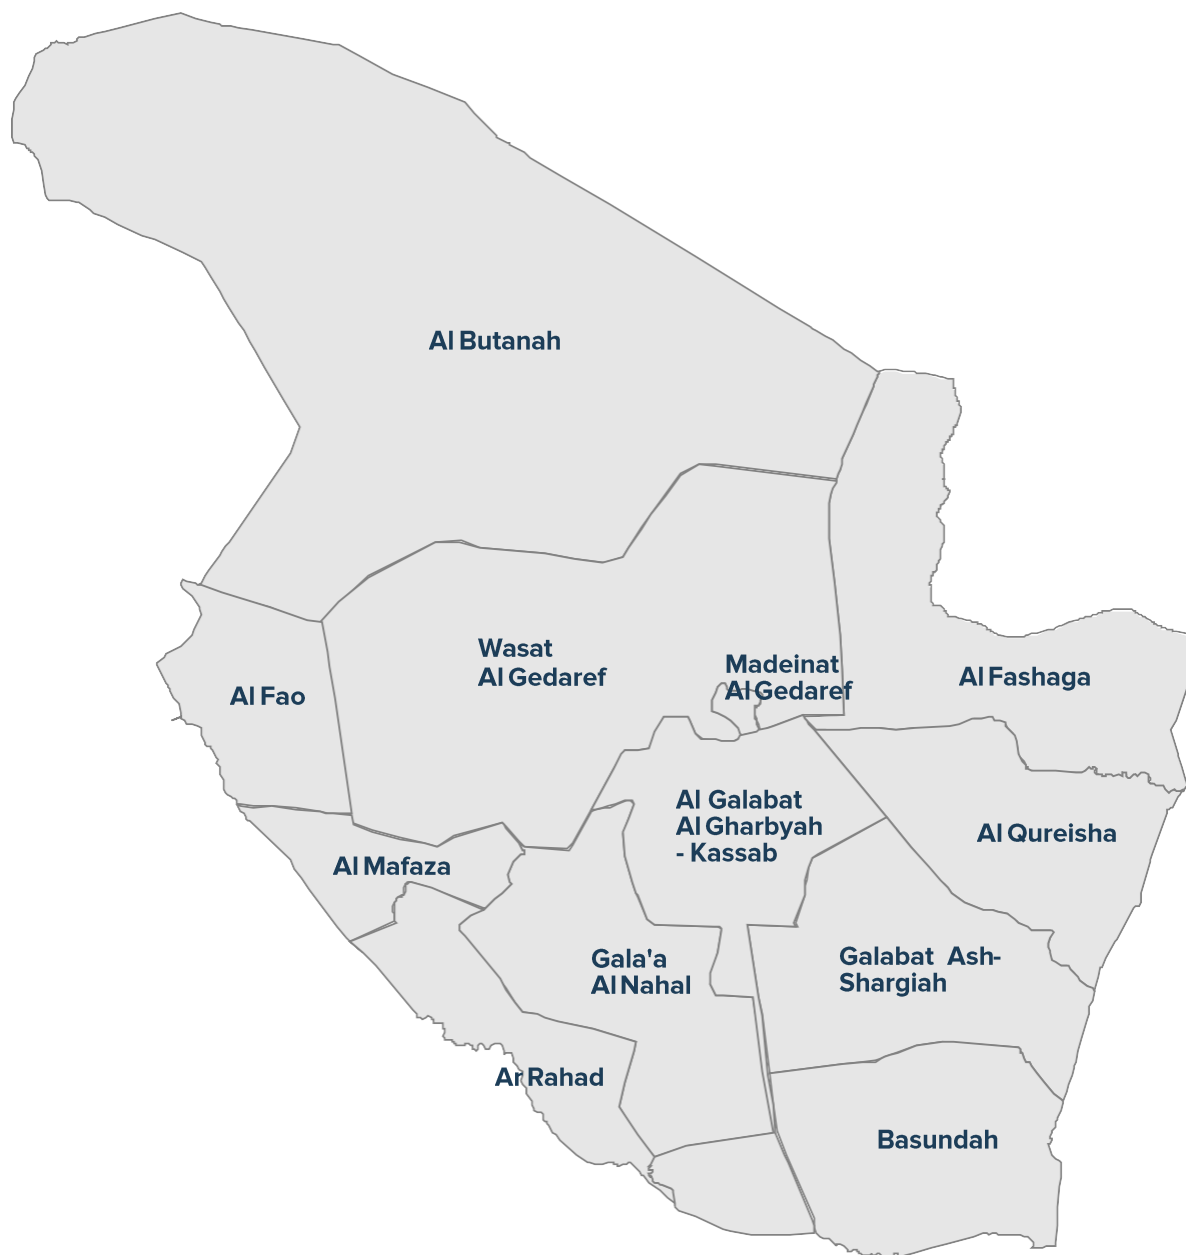 Al Butanah
Wasat
Al Gedaref
Madeinat
Al Gedaref
Al Fashaga
Al Fao
Al Galabat
Al Gharbyah
- Kassab
Al Qureisha
Al Mafaza
Gala'a
Al Nahal
Galabat Ash-
Shargiah
Ar Rahad
Basundah